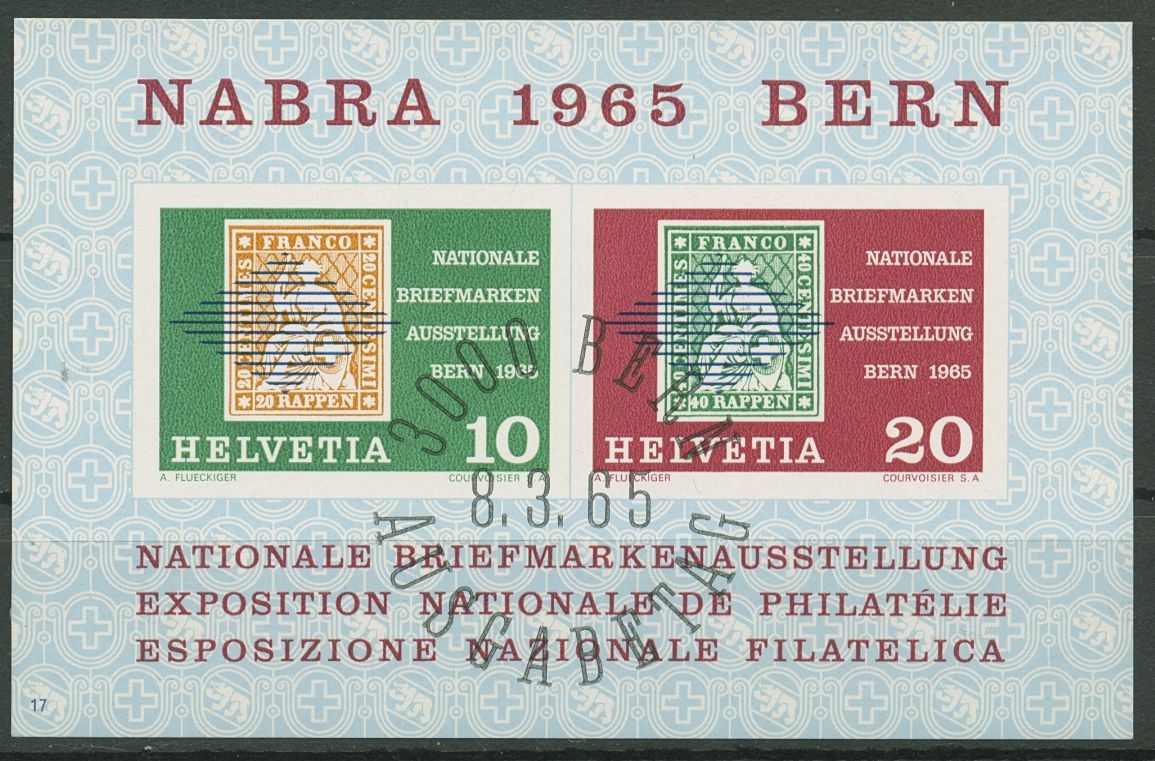 NABRA 1965 BERN
FRANCO
20 CENTIMES
20 CENTESIMI
20 RAPPEN
NATIONALE
BRIEFMARKEN
AUSSTELLUNG
BERN 1965
HELVETIA 10
A. FLUECKIGER COURVOISIER S. A
FRANCO
40 CENTIMES
40 CENTESIMI
40 RAPPEN
NATIONALE
BRIEFMARKEN
AUSSTELLUNG
BERN 1965
HELVETIA 20
A. FLUECKIGER COURVOISIER S. A
3000 BERN
8.3.65
AUSGABETAG
NATIONALE BRIEFMARKENAUSSTELLUNG
EXPOSITION NATIONALE DE PHILATÉLIE
ESPOSIZIONE NAZIONALE FILATELICA
17